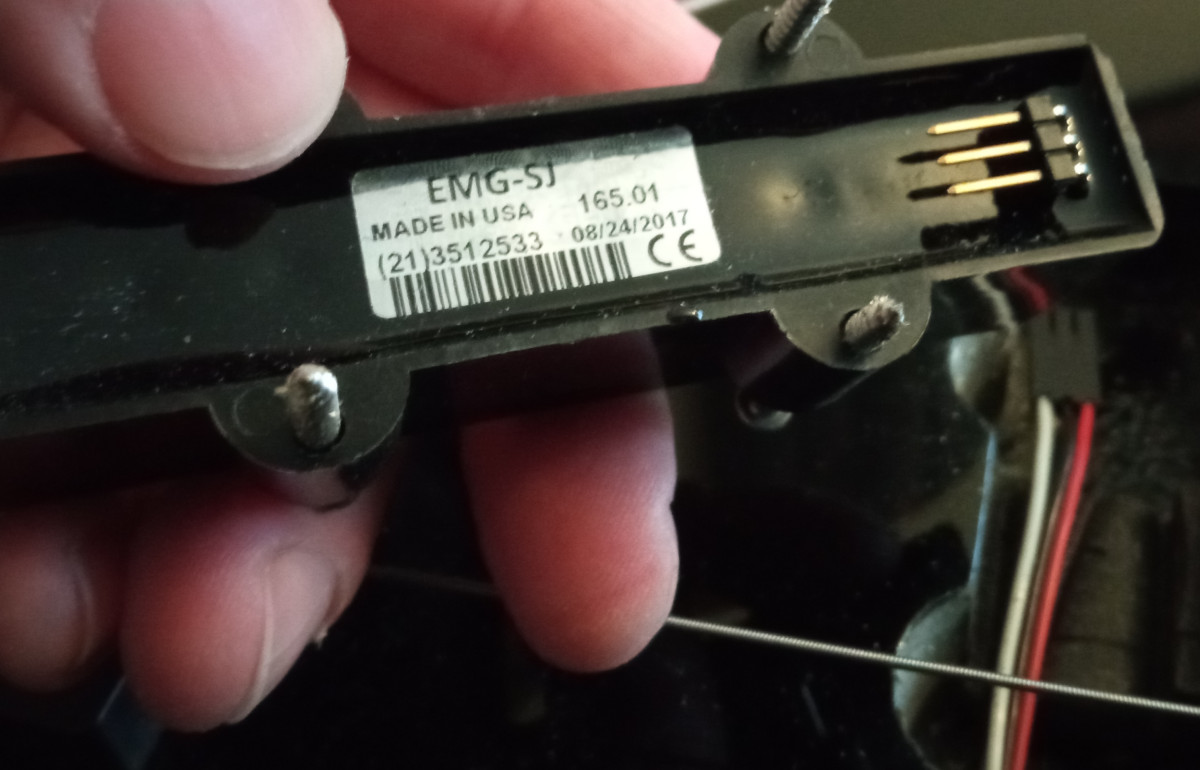 EMG-SJ
MADE IN USA 165.01
(21)3512533 08/24/2017
CE